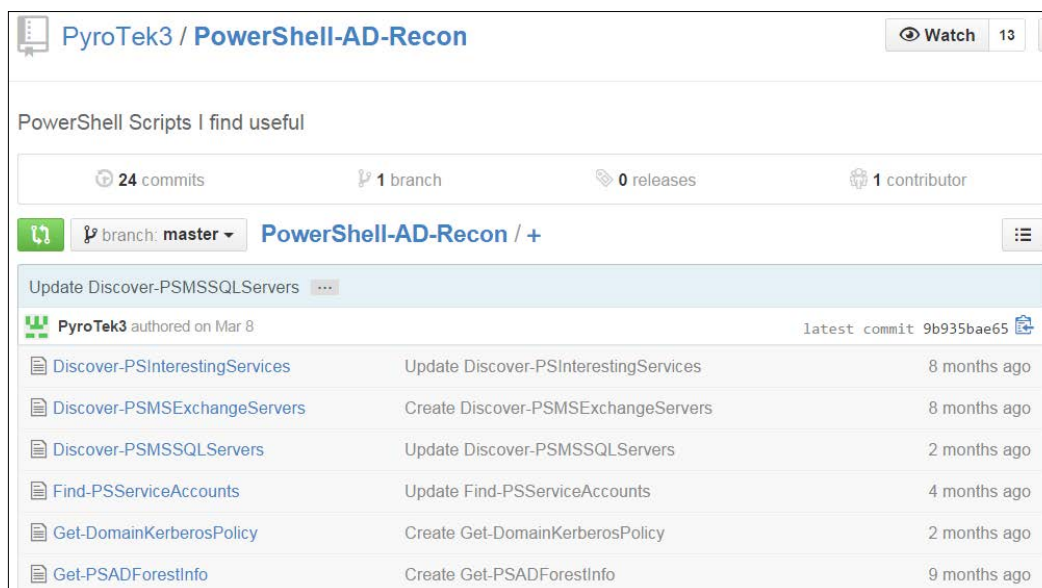 PyroTek3 / PowerShell-AD-Recon Watch 13
PowerShell Scripts I find useful
24 commits 1 branch 0 releases 1 contributor
branch: master PowerShell-AD-Recon / +
Update Discover-PSMSSQLServers ...
PyroTek3 authored on Mar 8 latest commit 9b935bae65
Discover-PSInterestingServices Update Discover-PSInterestingServices 8 months ago
Discover-PSMSExchangeServers Create Discover-PSMSExchangeServers 8 months ago
Discover-PSMSSQLServers Update Discover-PSMSSQLServers 2 months ago
Find-PSServiceAccounts Update Find-PSServiceAccounts 4 months ago
Get-DomainKerberosPolicy Create Get-DomainKerberosPolicy 2 months ago
Get-PSADForestInfo Create Get-PSADForestInfo 9 months ago